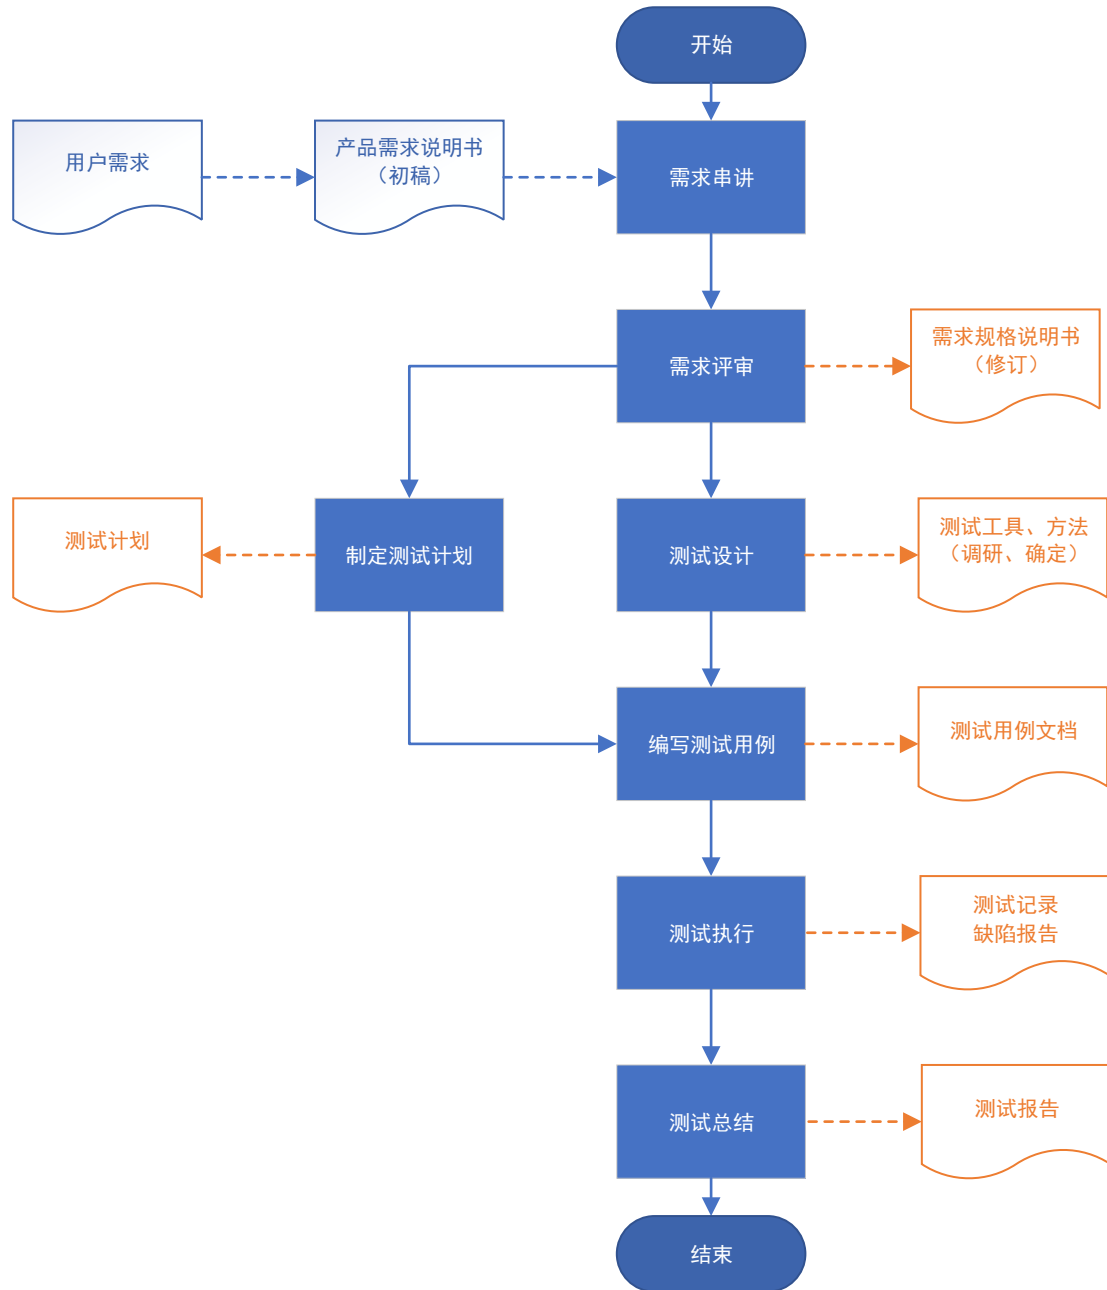 开始
用户需求
产品需求说明书
（初稿）
需求串讲
需求评审
需求规格说明书
（修订）
测试计划
制定测试计划
测试设计
测试工具、方法
（调研、确定）
编写测试用例
测试用例文档
测试执行
测试记录
缺陷报告
测试总结
测试报告
结束